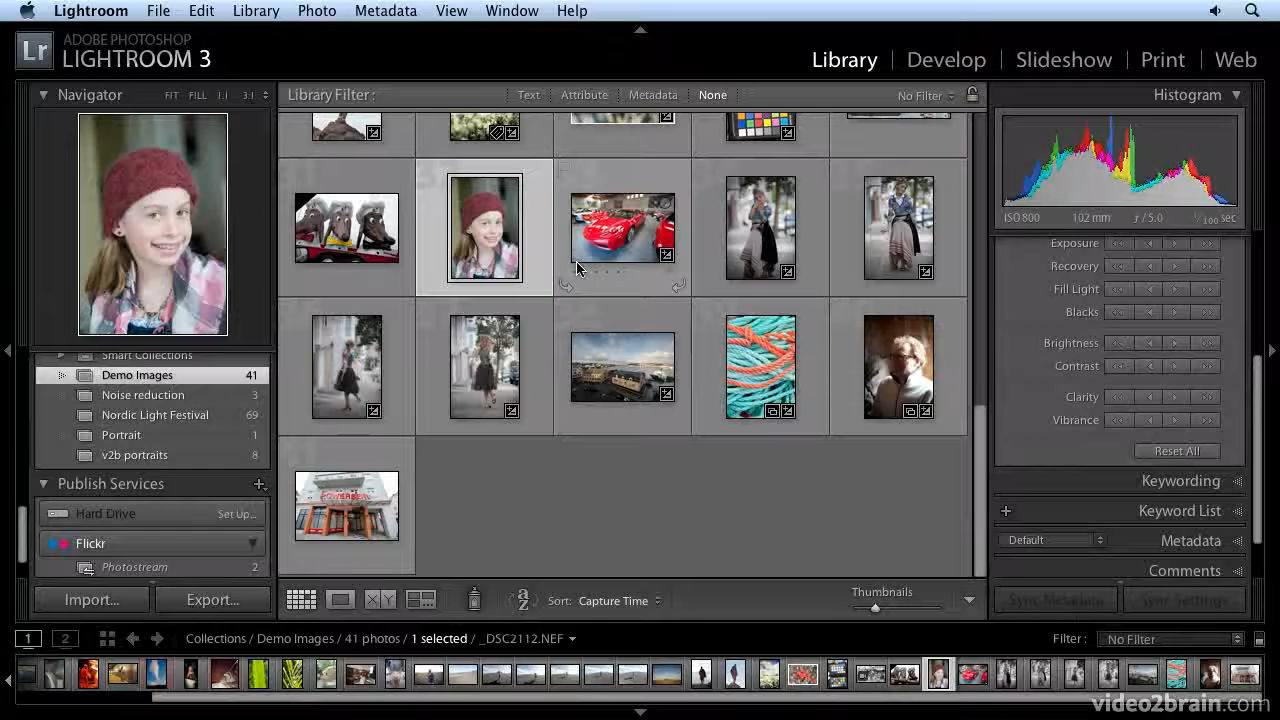 Lightroom File Edit Library Photo Metadata View Window Help
Lr ADOBE PHOTOSHOP
LIGHTROOM 3
Library Develop Slideshow Print Web
Navigator FIT FILL 1:1 3:1
Library Filter : Text Attribute Metadata None No Filter
Histogram
ISO 800 102 mm f / 5.0 1/100 sec
Exposure
Recovery
Fill Light
Blacks
Brightness
Contrast
Clarity
Vibrance
Reset All
Smart Collections
Demo Images 41
Noise reduction 3
Nordic Light Festival 69
Portrait 1
v2b portraits 8
Publish Services
Hard Drive Set Up...
Flickr
Photostream 2
Keywording
Keyword List
Default Metadata
Comments
Import... Export...
XY
a
z
Sort: Capture Time
Thumbnails
Sync Metadata Sync Settings
1 2 Collections / Demo Images / 41 photos / 1 selected / _DSC2112.NEF
Filter : No Filter
video2brain.com